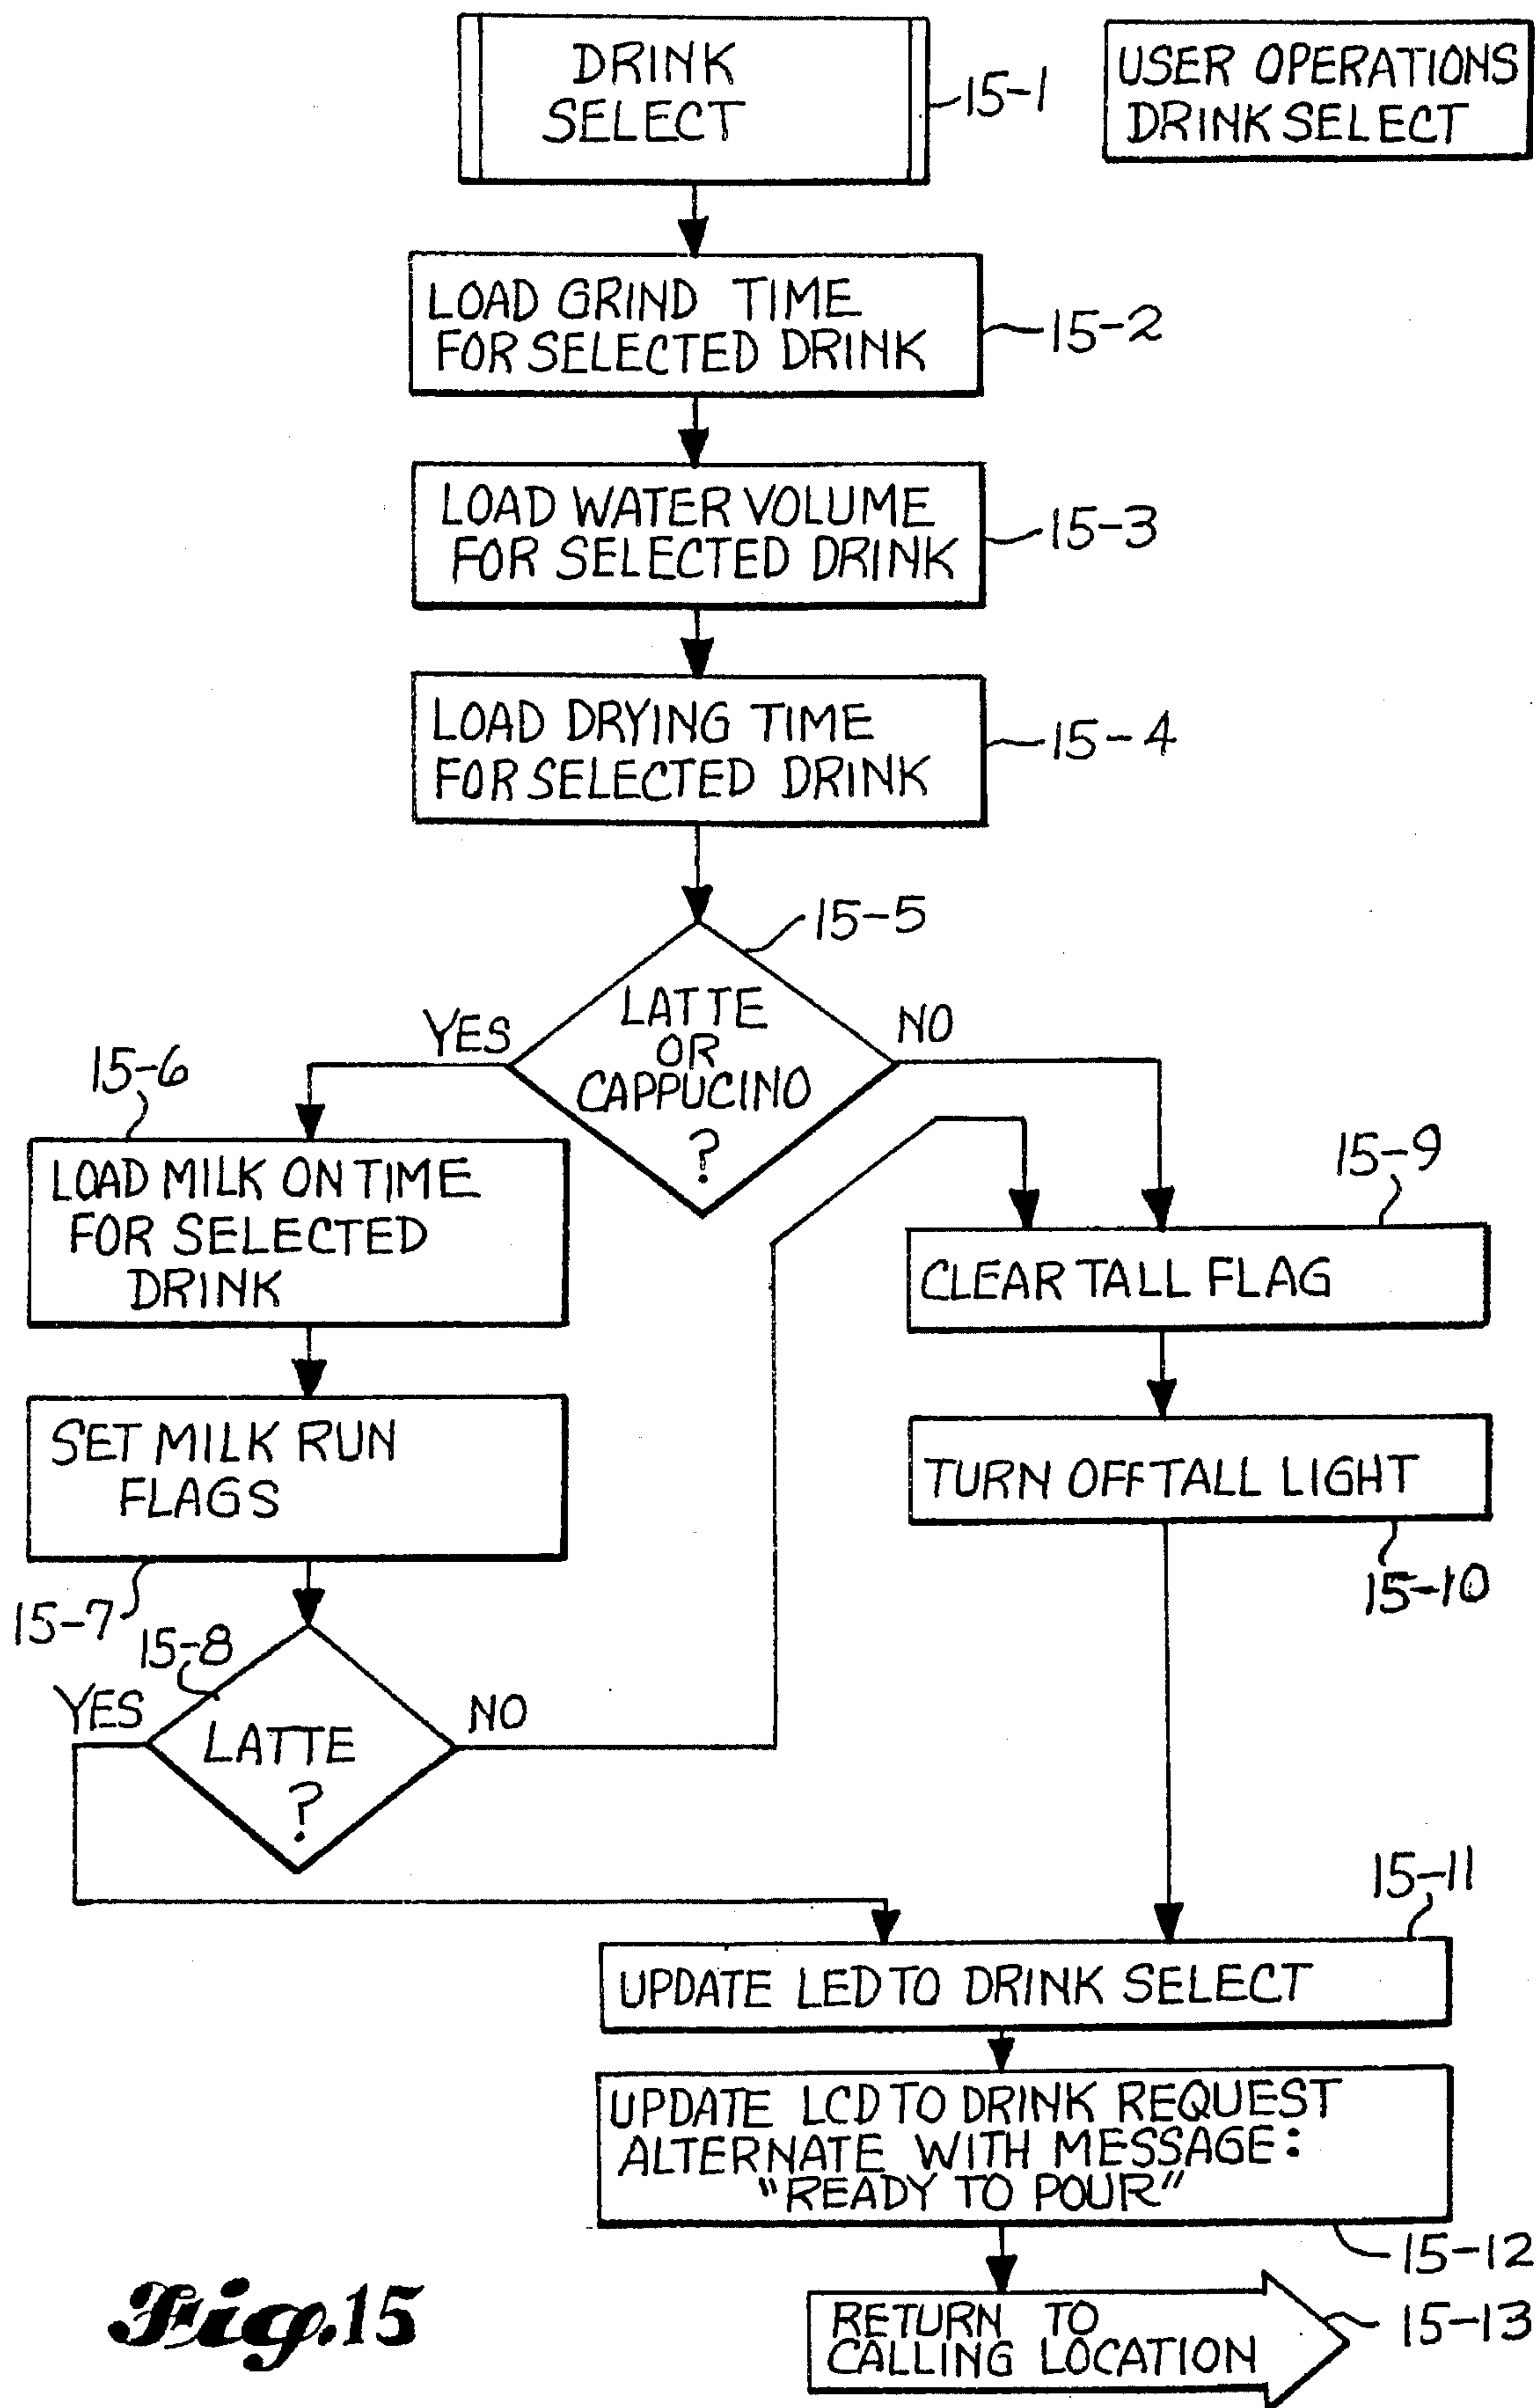 DRINK
SELECT
15-1
USER OPERATIONS
DRINK SELECT
LOAD GRIND TIME
FOR SELECTED DRINK
15-2
LOAD WATER VOLUME
FOR SELECTED DRINK
15-3
LOAD DRYING TIME
FOR SELECTED DRINK
15-4
15-5
LATTE
OR
CAPPUCINO
?
YES
NO
15-6
LOAD MILK ON TIME
FOR SELECTED
DRINK
15-9
CLEAR TALL FLAG
SET MILK RUN
FLAGS
15-7
TURN OFF TALL LIGHT
15-10
15-8
YES
NO
LATTE
?
15-11
UPDATE LED TO DRINK SELECT
UPDATE LCD TO DRINK REQUEST
ALTERNATE WITH MESSAGE:
"READY TO POUR"
15-12
RETURN TO
CALLING LOCATION
15-13
Fig. 15